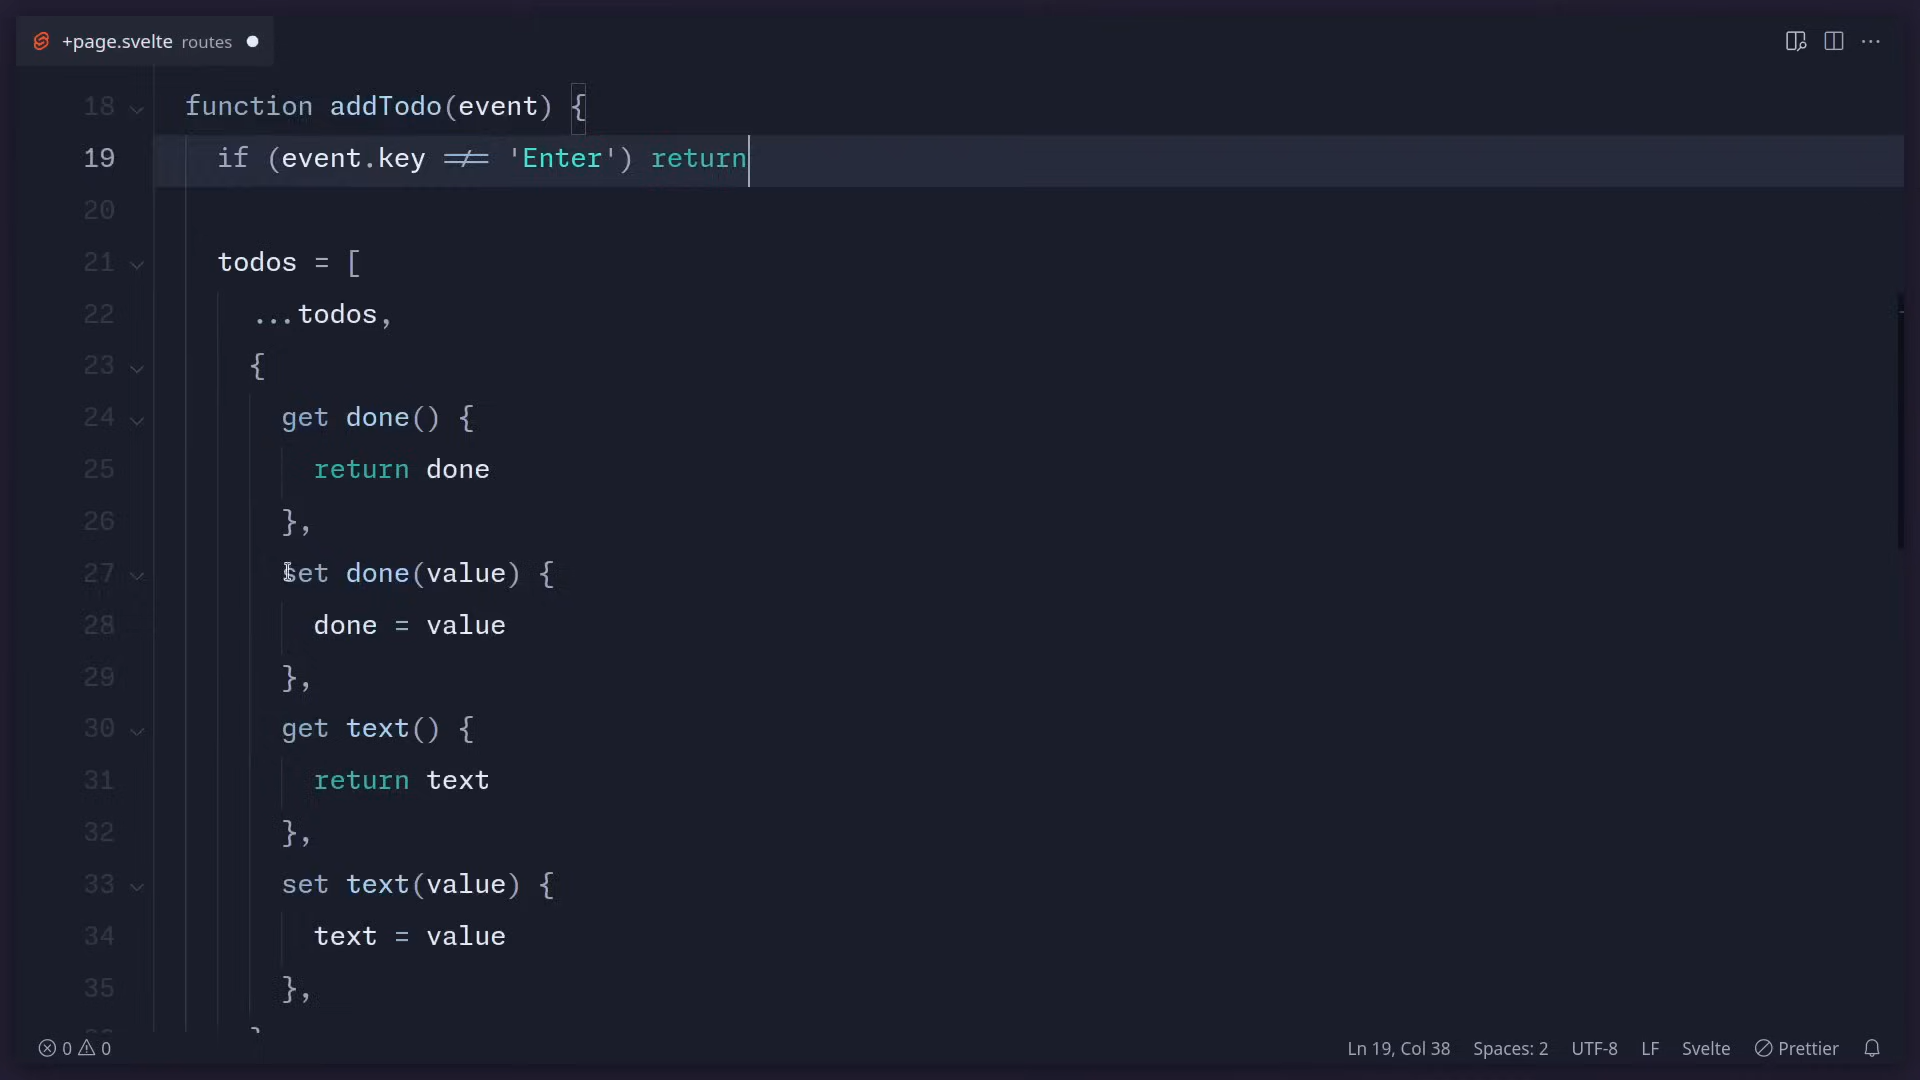 +page.svelte routes
18 function addTodo(event) {
19 if (event.key !== 'Enter') return
20
21 todos = [
22 ...todos,
23 {
24 get done() {
25 return done
26 },
27 set done(value) {
28 done = value
29 },
30 get text() {
31 return text
32 },
33 set text(value) {
34 text = value
35 },
0 0 Ln 19, Col 38 Spaces: 2 UTF-8 LF Svelte Prettier